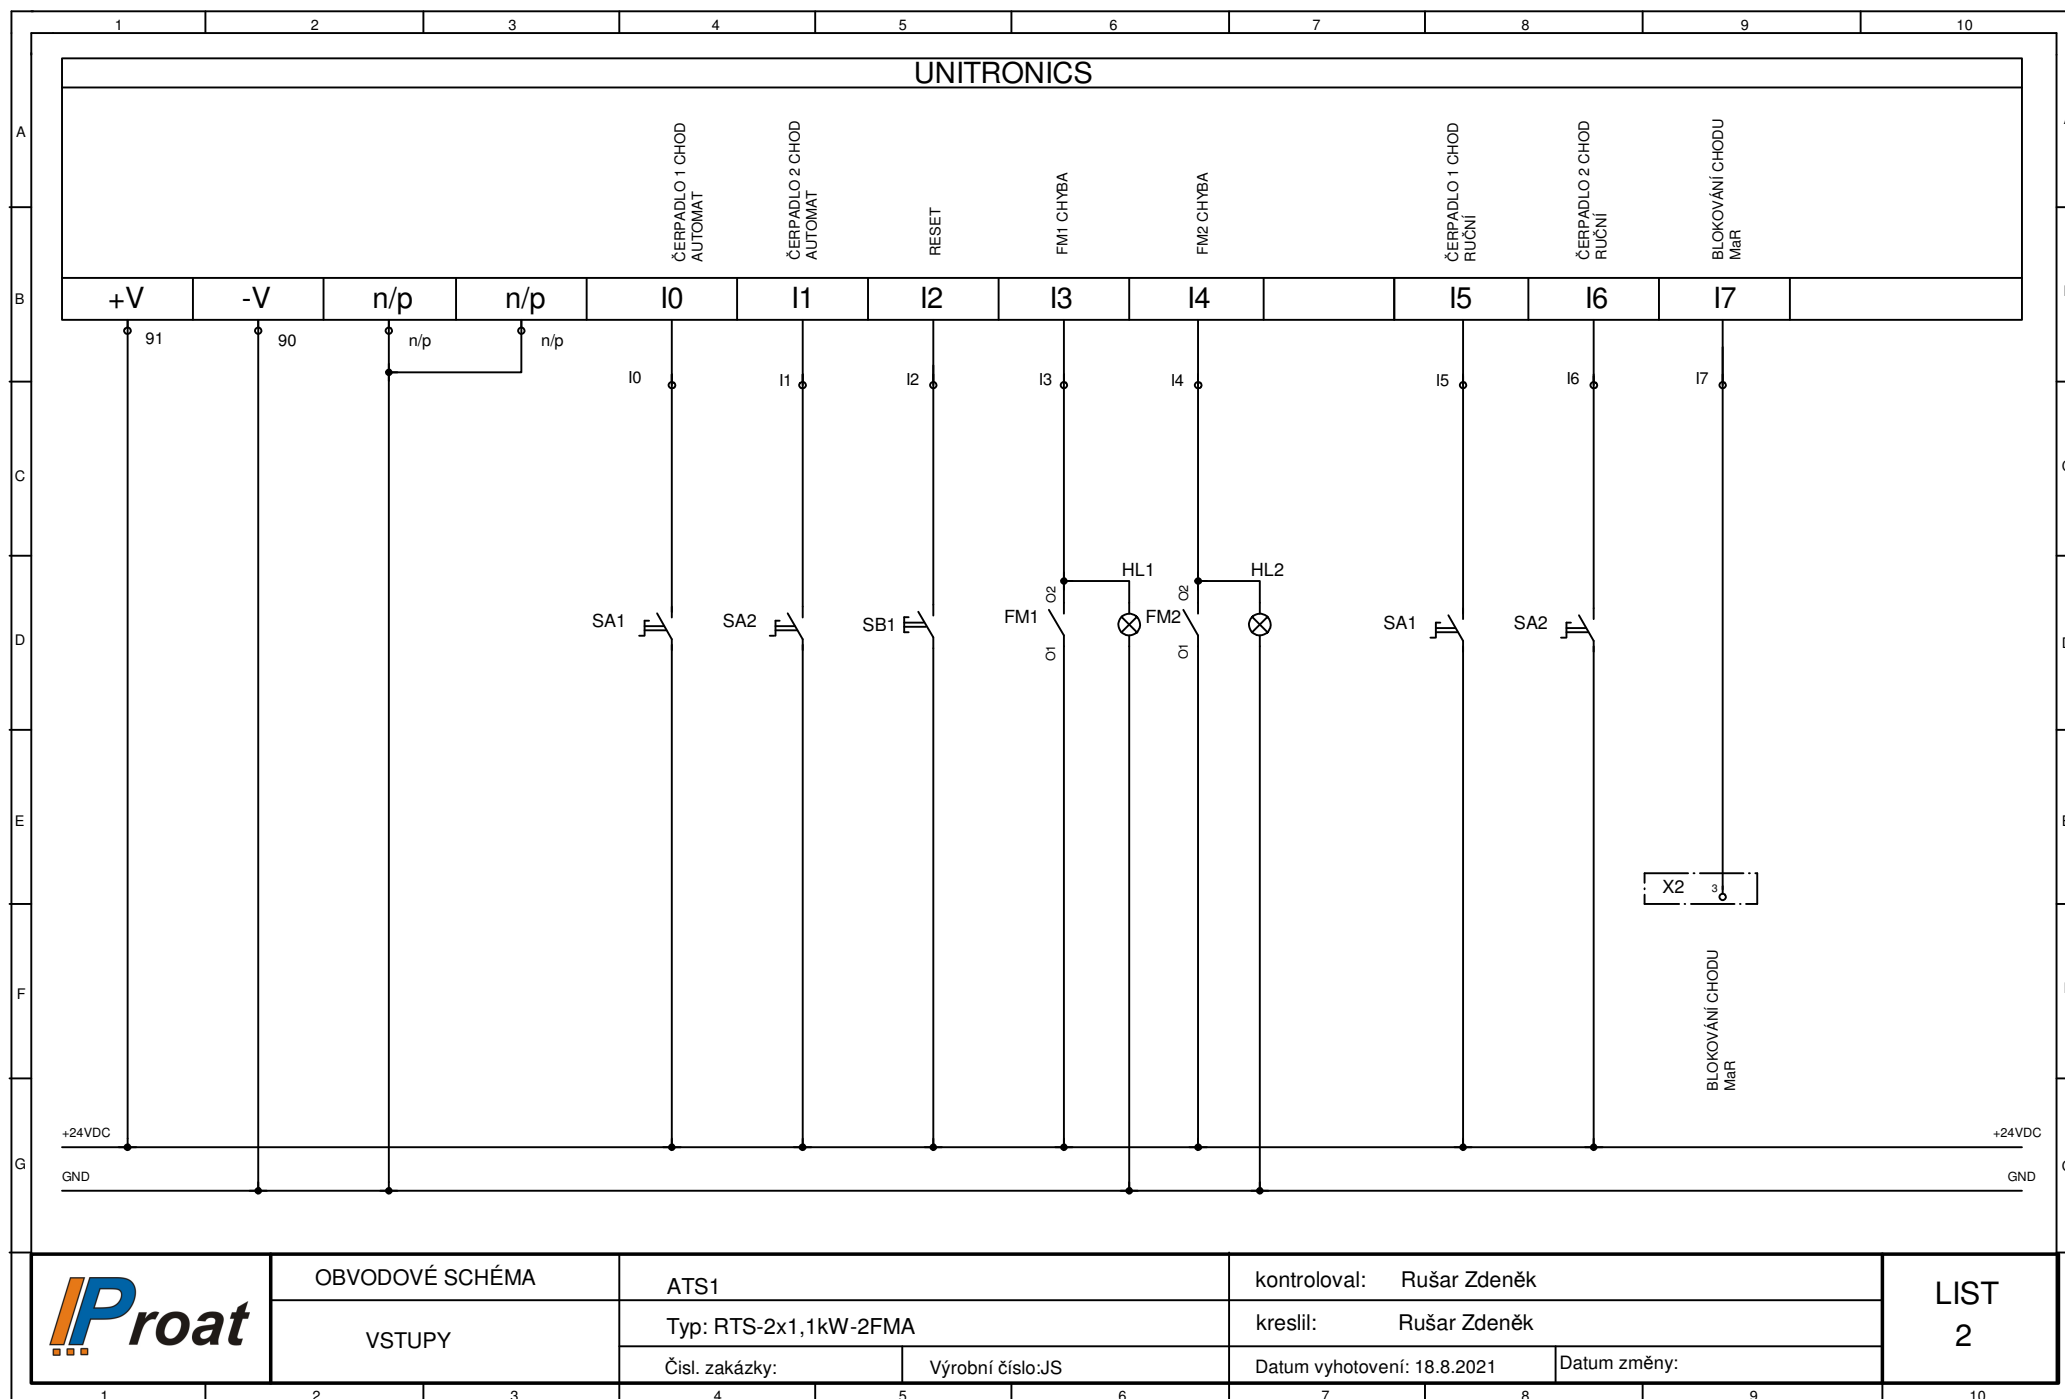 1 2 3 4 5 6 7 8 9 10
UNITRONICS
A
ČERPADLO 1 CHOD
AUTOMAT
ČERPADLO 2 CHOD
AUTOMAT
RESET
FM1 CHYBA
FM2 CHYBA
ČERPADLO 1 CHOD
RUČNÍ
ČERPADLO 2 CHOD
RUČNÍ
BLOKOVÁNÍ CHODU
MaR
B
+V -V n/p n/p I0 I1 I2 I3 I4 I5 I6 I7
91 90 n/p n/p
I0 I1 I2 I3 I4 I5 I6 I7
C
HL1 HL2
O2 O2
SA1 SA2 SB1 FM1 FM2 SA1 SA2
D
O1 O1
E
X2 3
F
BLOKOVÁNÍ CHODU
MaR
+24VDC +24VDC
G
GND GND
Proat
OBVODOVÉ SCHÉMA
VSTUPY
ATS1
Typ: RTS-2x1,1kW-2FMA
Čisl. zakázky:
Výrobní číslo:JS
kontroloval: Rušar Zdeněk
kreslil: Rušar Zdeněk
Datum vyhotovení: 18.8.2021
Datum změny:
LIST
2
1 2 3 4 5 6 7 8 9 10